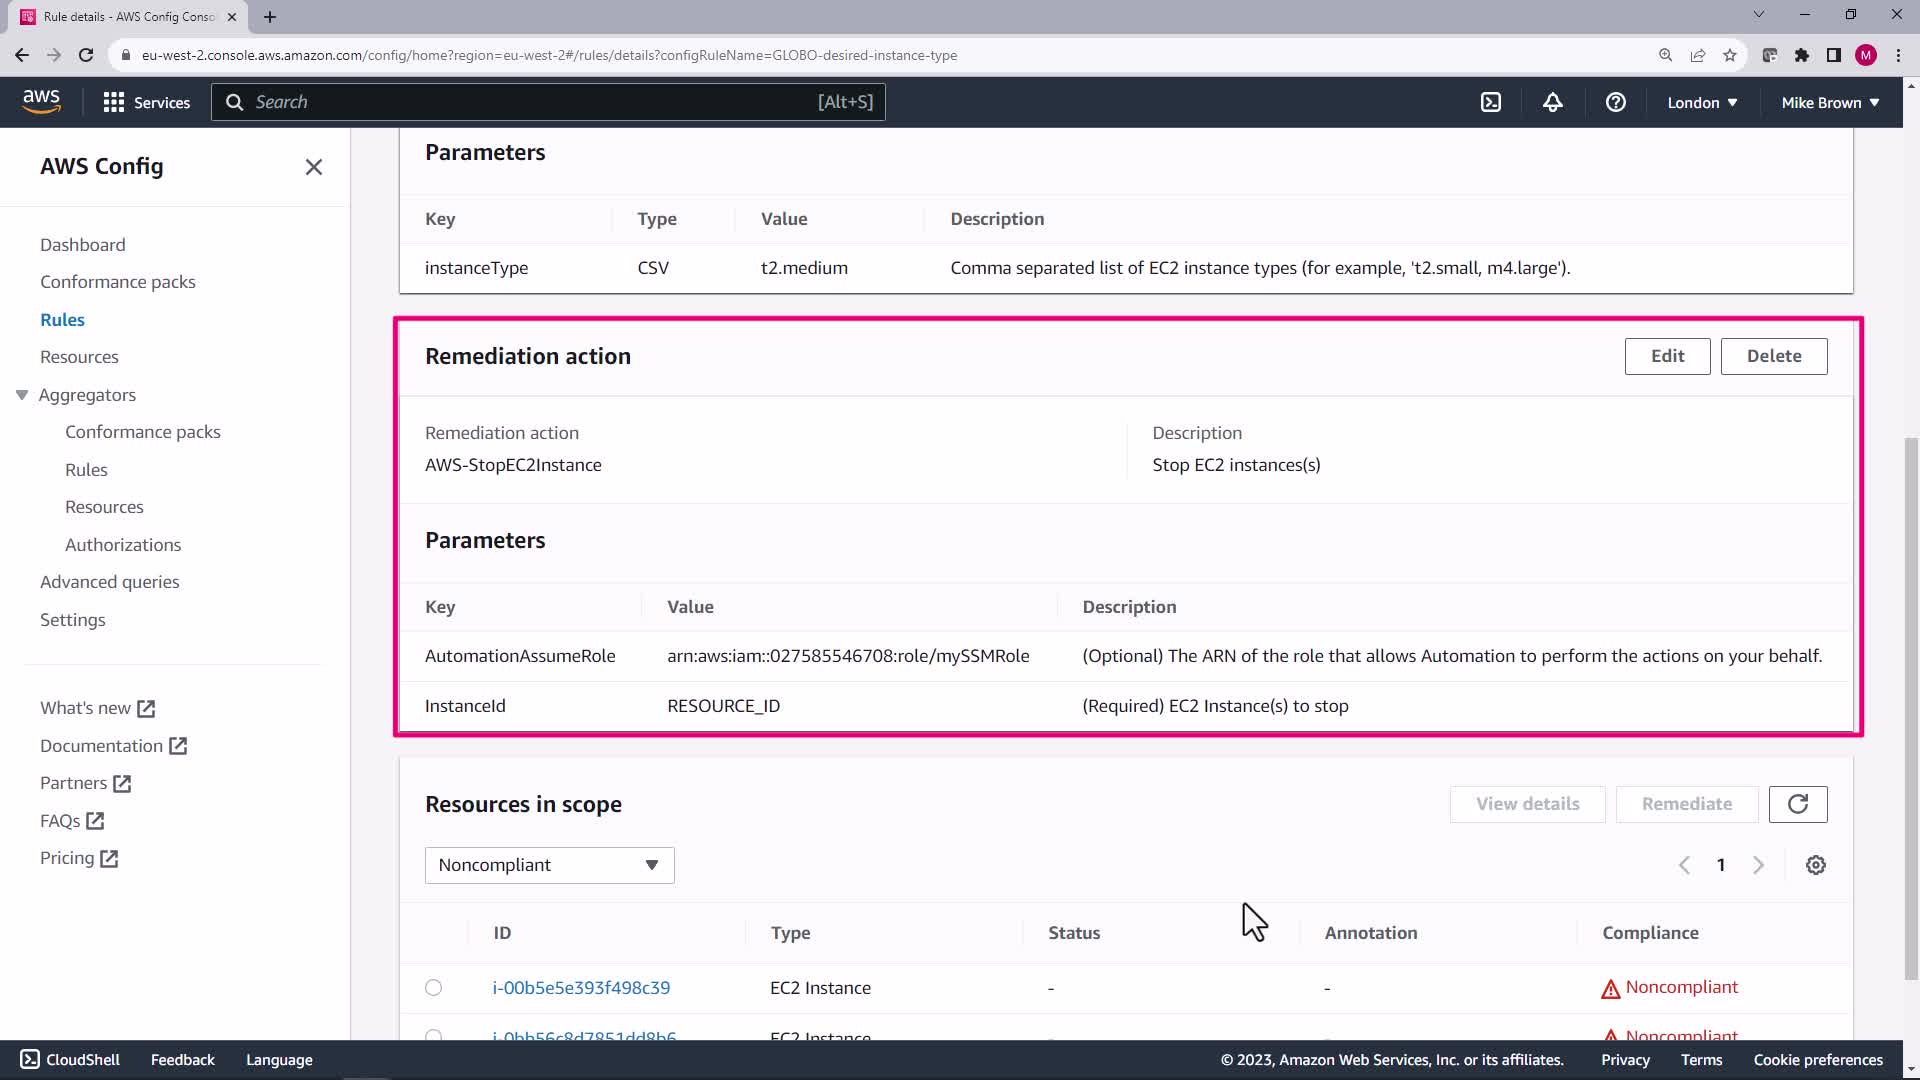 Rule details - AWS Config Conso
eu-west-2.console.aws.amazon.com/config/home?region=eu-west-2#/rules/details?configRuleName=GLOBO-desired-instance-type
M
aws
Services
Search
[Alt+S]
London
Mike Brown
AWS Config
Dashboard
Conformance packs
Rules
Resources
Aggregators
Conformance packs
Rules
Resources
Authorizations
Advanced queries
Settings
What's new
Documentation
Partners
FAQs
Pricing
Parameters
Key Type Value Description
instanceType CSV t2.medium Comma separated list of EC2 instance types (for example, 't2.small, m4.large').
Remediation action
Edit
Delete
Remediation action Description
AWS-StopEC2Instance Stop EC2 instances(s)
Parameters
Key Value Description
AutomationAssumeRole arn:aws:iam::027585546708:role/mySSMRole (Optional) The ARN of the role that allows Automation to perform the actions on your behalf.
InstanceId RESOURCE_ID (Required) EC2 Instance(s) to stop
Resources in scope
View details
Remediate
Noncompliant
1
ID Type Status Annotation Compliance
i-00b5e5e393f498c39 EC2 Instance - - Noncompliant
i-0bb56c8d7851dd8b6 EC2 Instance Noncompliant
CloudShell Feedback Language
© 2023, Amazon Web Services, Inc. or its affiliates. Privacy Terms Cookie preferences